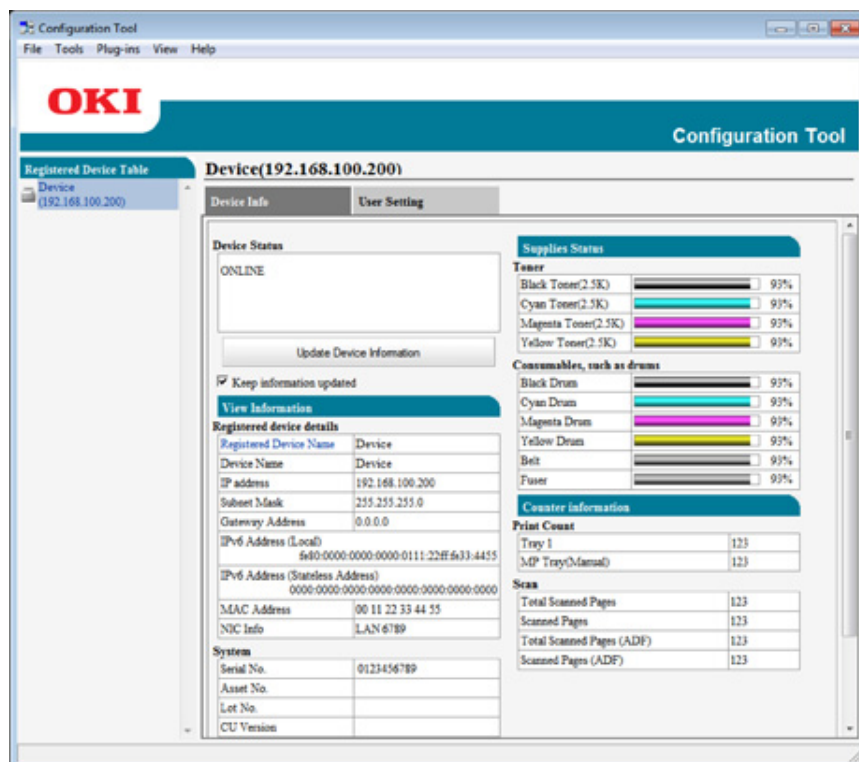 Configuration Tool
File Tools Plug-ins View Help
OKI
Configuration Tool
Registered Device Table
Device
(192.168.100.200)
Device(192.168.100.200)
Device Info User Setting
Device Status
ONLINE
Update Device Information
Keep information updated
View Information
Registered device details
Registered Device Name Device
Device Name Device
IP address 192.168.100.200
Subnet Mask 255.255.255.0
Gateway Address 0.0.0.0
IPv6 Address (Local)
fe80:0000:0000:0000:0111:22ff:fe33:4455
IPv6 Address (Stateless Address)
0000:0000:0000:0000:0000:0000:0000:0000
MAC Address 00 11 22 33 44 55
NIC Info LAN 6789
System
Serial No. 0123456789
Asset No.
Lot No.
CU Version
Supplies Status
Toner
Black Toner(2.5K) 93%
Cyan Toner(2.5K) 93%
Magenta Toner(2.5K) 93%
Yellow Toner(2.5K) 93%
Consumables, such as drums
Black Drum 93%
Cyan Drum 93%
Magenta Drum 93%
Yellow Drum 93%
Belt 93%
Fuser 93%
Counter information
Print Count
Tray 1 123
MP Tray(Manual) 123
Scan
Total Scanned Pages 123
Scanned Pages 123
Total Scanned Pages (ADF) 123
Scanned Pages (ADF) 123